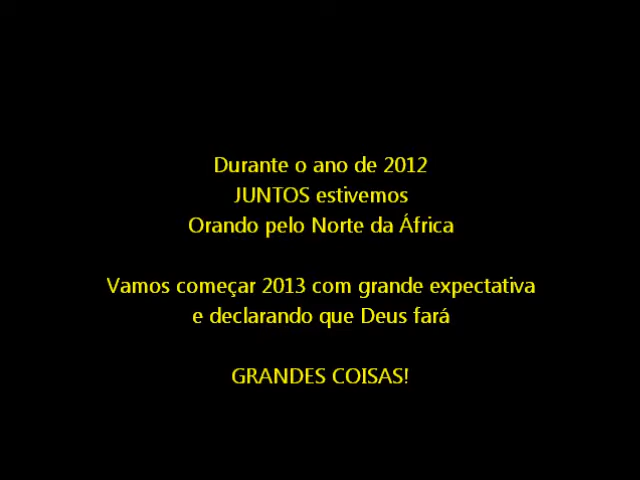 Durante o ano de 2012
JUNTOS estivemos
Orando pelo Norte da África
Vamos começar 2013 com grande expectativa
e declarando que Deus fará
GRANDES COISAS!